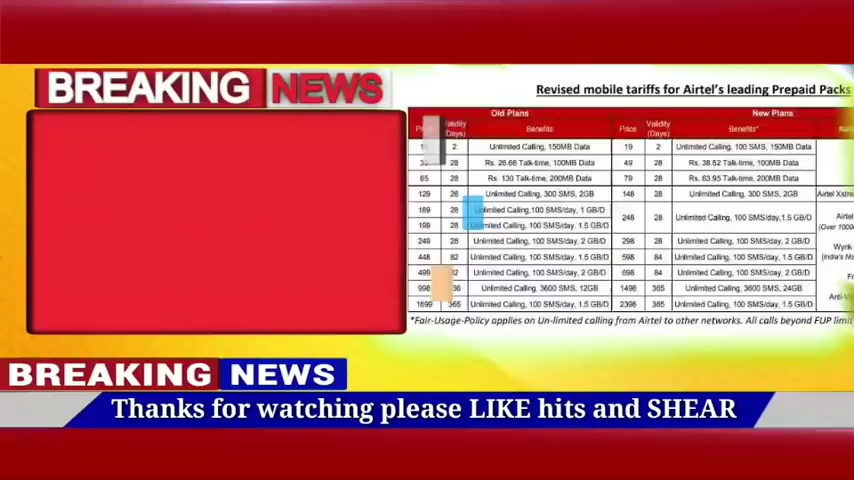 BREAKING NEWS
Revised mobile tariffs for Airtel's leading Prepaid Packs
Old Plans New Plans
Validity (Days) Benefits Price Validity (Days) Benefits*
2 Unlimited Calling, 150MB Data 19 2 Unlimited Calling, 100 SMS, 150MB Data
28 Rs. 26.66 Talk-time, 100MB Data 49 28 Rs. 38.52 Talk-time, 100MB Data
65 28 Rs. 130 Talk-time, 200MB Data 79 28 Rs. 63.95 Talk-time, 200MB Data
129 28 Unlimited Calling, 300 SMS, 2GB 148 28 Unlimited Calling, 300 SMS, 2GB Airtel
169 28 Unlimited Calling,100 SMS/day, 1 GB/D
248 28 Unlimited Calling, 100 SMS/day,1.5 GB/D Airtel
199 28 Unlimited Calling, 100 SMS/day, 1.5 GB/D (Over
249 28 Unlimited Calling, 100 SMS/day, 2 GB/D 298 28 Unlimited Calling, 100 SMS/day, 2 GB/D Wynk
448 82 Unlimited Calling, 100 SMS/day, 1.5 GB/D 598 84 Unlimited Calling, 100 SMS/day, 1.5 GB/D (India's
499 Unlimited Calling, 100 SMS/day, 2 GB/D 698 84 Unlimited Calling, 100 SMS/day, 2 GB/D
998 Unlimited Calling, 3600 SMS, 12GB 1498 365 Unlimited Calling, 3600 SMS, 24GB
1699 365 Unlimited Calling, 100 SMS/day, 1.5 GB/D 2398 365 Unlimited Calling, 100 SMS/day, 1.5 GB/D
*Fair-Usage-Policy applies on Un-limited calling from Airtel to other networks. All calls beyond FUP limit
BREAKING NEWS
Thanks for watching please LIKE hits and SHEAR